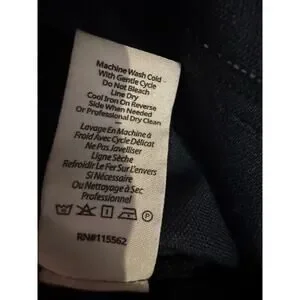 Machine Wash Cold
With Gentle Cycle
Do Not Bleach
Line Dry
Cool Iron On Reverse
Side When Needed
Or Professional Dry Clean
Lavage En Machine à
Froid Avec Cycle Délicat
Ne Pas Javelliser
Ligne Sèche
Refroidir Le Fer Sur L'envers
Si Nécessaire
Ou Nettoyage à Sec
Professionnel
P
RN#115562